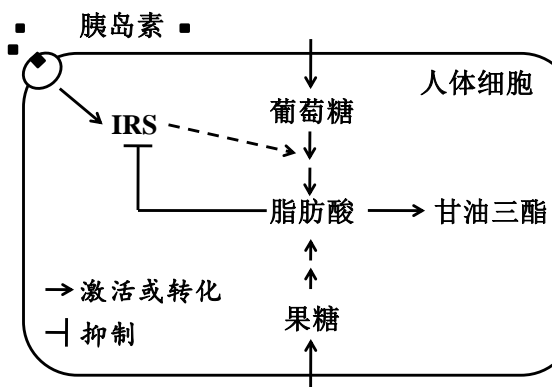 胰岛素
人体细胞
葡萄糖
IRS
脂肪酸
甘油三酯
激活或转化
果糖
抑制